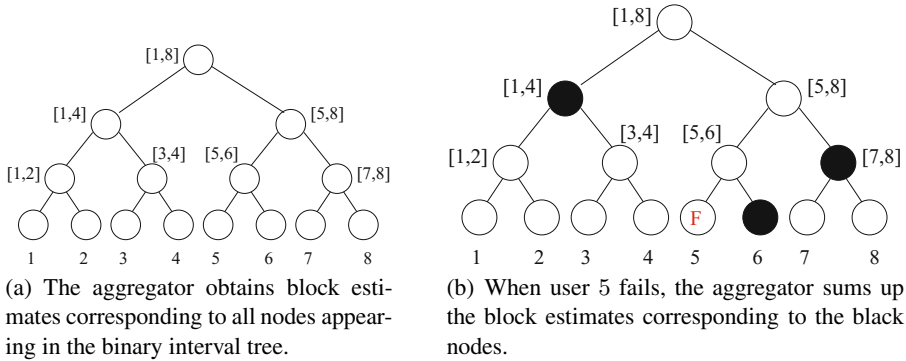 [1,8]
[1,4]
[5,8]
[1,2]
[3,4]
[5,6]
[7,8]
1 2 3 4 5 6 7 8
(a) The aggregator obtains block esti-
mates corresponding to all nodes appear-
ing in the binary interval tree.
[1,8]
[1,4]
[5,8]
[1,2]
[3,4]
[5,6]
[7,8]
F
1 2 3 4 5 6 7 8
(b) When user 5 fails, the aggregator sums up
the block estimates corresponding to the black
nodes.